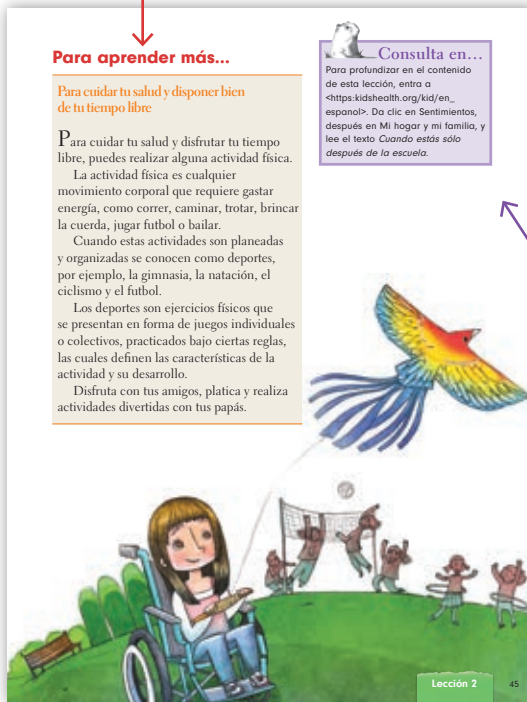 Para aprender más...
Para cuidar tu salud y disponer bien
de tu tiempo libre
Para cuidar tu salud y disfrutar tu tiempo
libre, puedes realizar alguna actividad física.
La actividad física es cualquier
movimiento corporal que requiere gastar
energía, como correr, caminar, trotar, brincar
la cuerda, jugar futbol o bailar.
Cuando estas actividades son planeadas
y organizadas se conocen como deportes,
por ejemplo, la gimnasia, la natación, el
ciclismo y el futbol.
Los deportes son ejercicios físicos que
se presentan en forma de juegos individuales
o colectivos, practicados bajo ciertas reglas,
las cuales definen las características de la
actividad y su desarrollo.
Disfruta con tus amigos, platica y realiza
actividades divertidas con tus papás.
Consulta en...
Para profundizar en el contenido
de esta lección, entra a
<https:kidshealth.org/kid/en_
espanol>. Da clic en Sentimientos,
después en Mi hogar y mi familia, y
lee el texto Cuando estás sólo
después de la escuela.
Lección 2
45